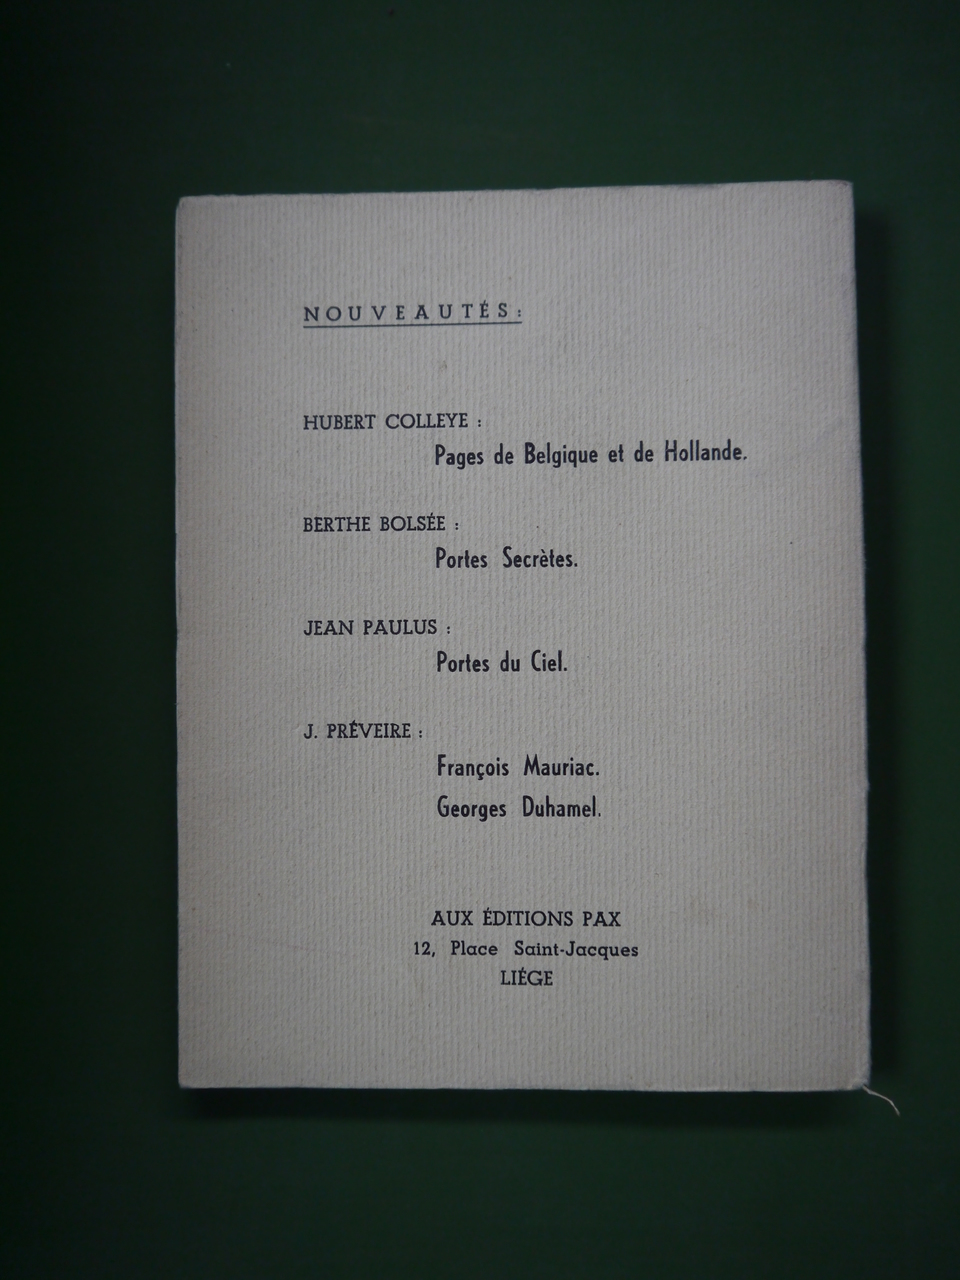 NOUVEAUTÉS :
HUBERT COLLEYE :
Pages de Belgique et de Hollande.
BERTHE BOLSÉE :
Portes Secrètes.
JEAN PAULUS :
Portes du Ciel.
J. PRÉVEIRE :
François Mauriac.
Georges Duhamel.
AUX ÉDITIONS PAX
12, Place Saint-Jacques
LIÉGE